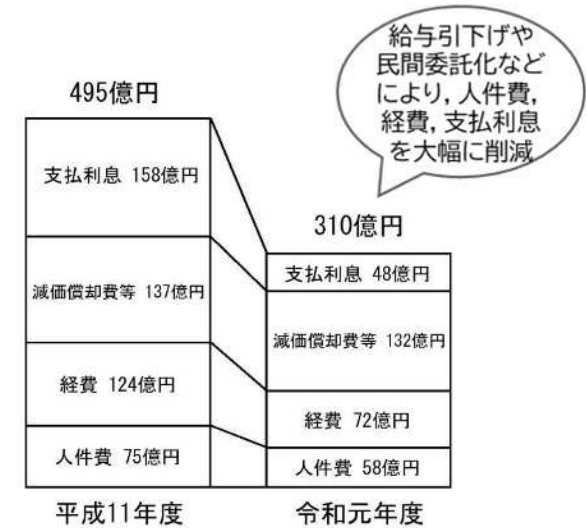 給与引下げや
民間委託化など
により，人件費，
経費，支払利息
を大幅に削減
495億円
支払利息 158億円
減価償却費等 137億円
経費 124億円
人件費 75億円
平成11年度
310億円
支払利息 48億円
減価償却費等 132億円
経費 72億円
人件費 58億円
令和元年度